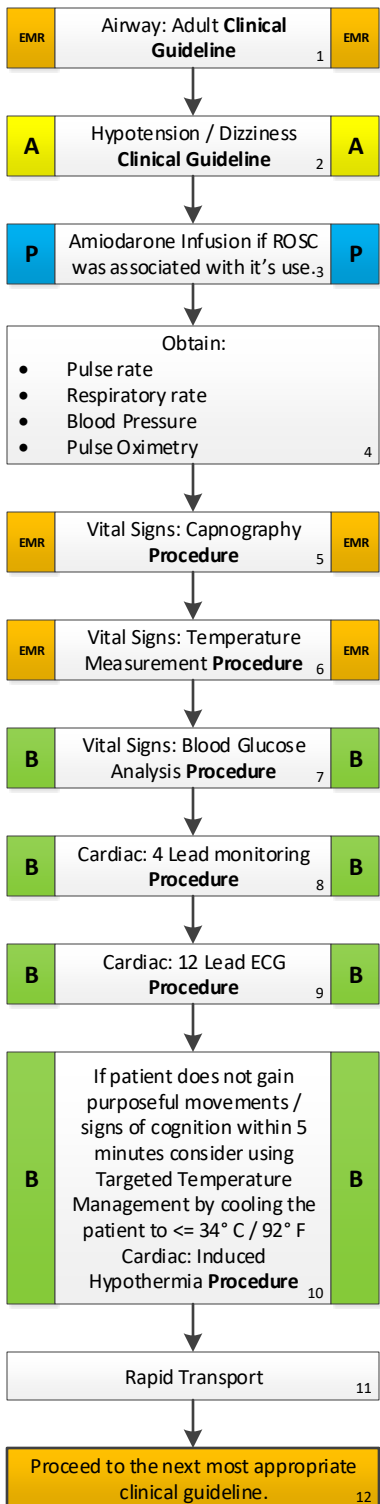 EMR
Airway: Adult Clinical
Guideline
1
EMR
A
Hypotension / Dizziness
Clinical Guideline
2
A
P
Amiodarone Infusion if ROSC
was associated with it’s use.
3
P
Obtain:
• Pulse rate
• Respiratory rate
• Blood Pressure
• Pulse Oximetry
4
EMR
Vital Signs: Capnography
Procedure
5
EMR
EMR
Vital Signs: Temperature
Measurement Procedure
6
EMR
B
Vital Signs: Blood Glucose
Analysis Procedure
7
B
B
Cardiac: 4 Lead monitoring
Procedure
8
B
B
Cardiac: 12 Lead ECG
Procedure
9
B
B
If patient does not gain
purposeful movements /
signs of cognition within 5
minutes consider using
Targeted Temperature
Management by cooling the
patient to <= 34° C / 92° F
Cardiac: Induced
Hypothermia Procedure
10
B
Rapid Transport
11
Proceed to the next most appropriate
clinical guideline.
12